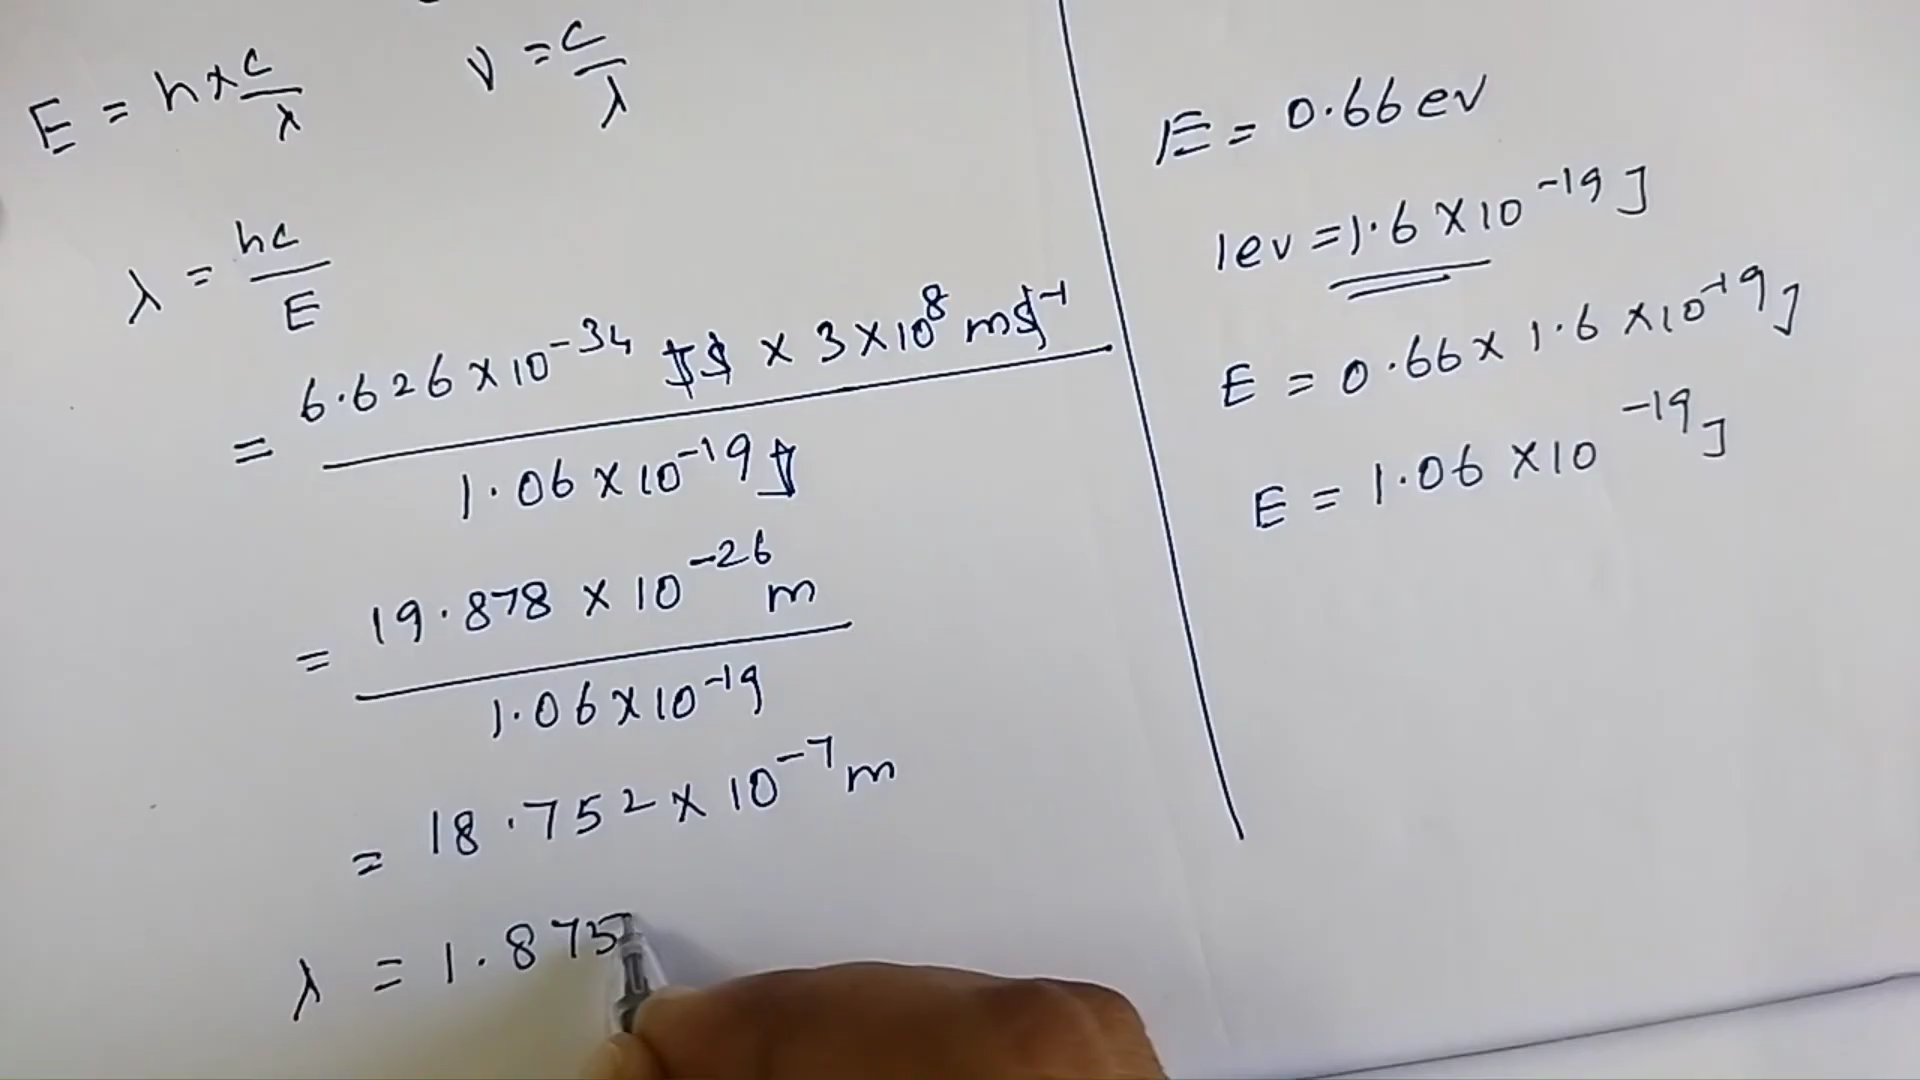 E = h x c/λ
ν = c/λ
λ = hc/E
= 6.626 x 10⁻³⁴ JS x 3 x 10⁸ mS⁻¹ / 1.06 x 10⁻¹⁹ J
= 19.878 x 10⁻²⁶ m / 1.06 x 10⁻¹⁹
= 18.752 x 10⁻⁷ m
λ = 1.875
E = 0.66 ev
1ev = 1.6 x 10⁻¹⁹ J
E = 0.66 x 1.6 x 10⁻¹⁹ J
E = 1.06 x 10⁻¹⁹ J